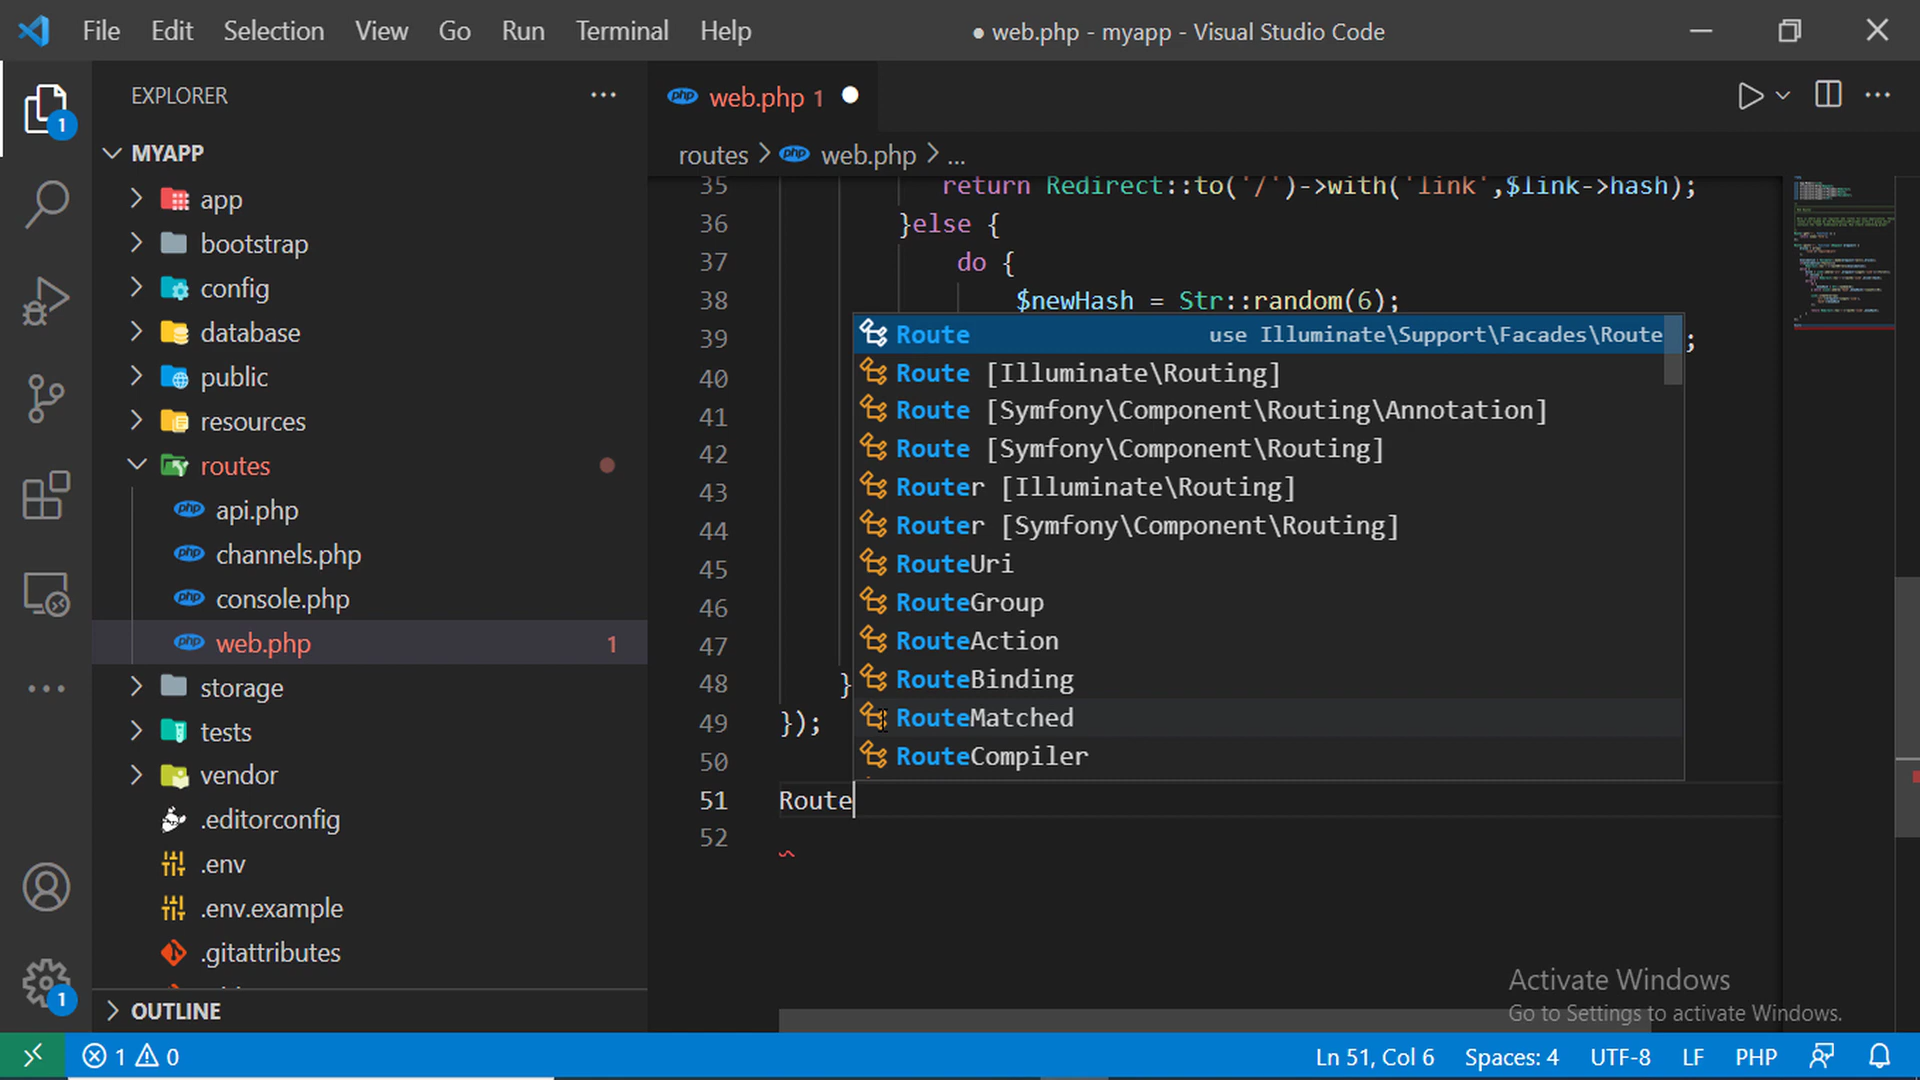 File Edit Selection View Go Run Terminal Help
● web.php - myapp - Visual Studio Code
EXPLORER
MYAPP
app
bootstrap
config
database
public
resources
routes
api.php
channels.php
console.php
web.php 1
storage
tests
vendor
.editorconfig
.env
.env.example
.gitattributes
OUTLINE
1
1
web.php 1
routes > web.php > ...
35 return Redirect::to('/')->with('link',$link->hash);
36 }else {
37 do {
38 $newHash = Str::random(6);
39 ;
40
41
42
43
44
45
46
47
48 }
49 });
50
51 Route
52
Route use Illuminate\Support\Facades\Route
Route [Illuminate\Routing]
Route [Symfony\Component\Routing\Annotation]
Route [Symfony\Component\Routing]
Router [Illuminate\Routing]
Router [Symfony\Component\Routing]
RouteUri
RouteGroup
RouteAction
RouteBinding
RouteMatched
RouteCompiler
Activate Windows
Go to Settings to activate Windows.
1 0
Ln 51, Col 6 Spaces: 4 UTF-8 LF PHP